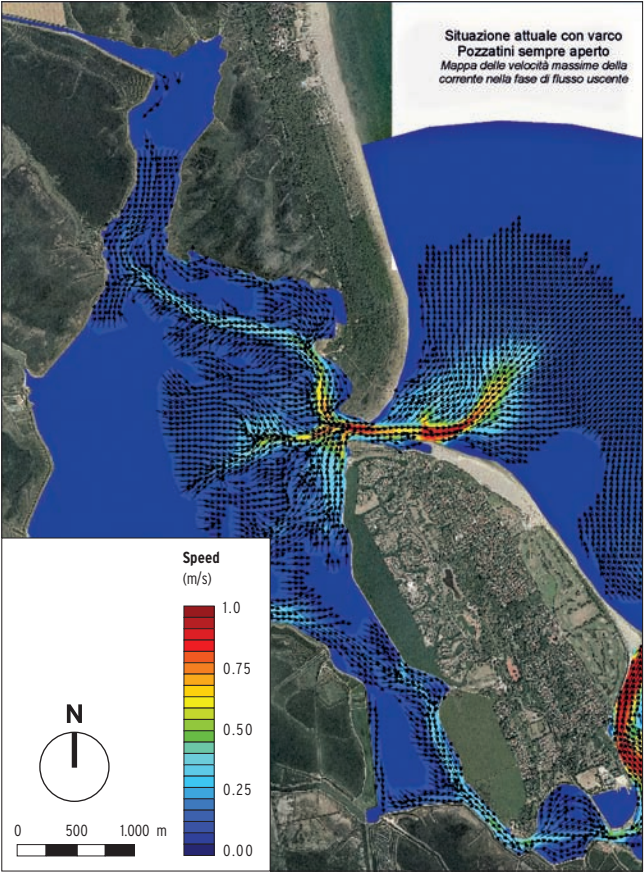 Situazione attuale con varco
Pozzatini sempre aperto
Mappa delle velocità massime della
corrente nella fase di flusso uscente
Speed
(m/s)
1.0
0.75
0.50
0.25
0.00
N
0 500 1.000 m